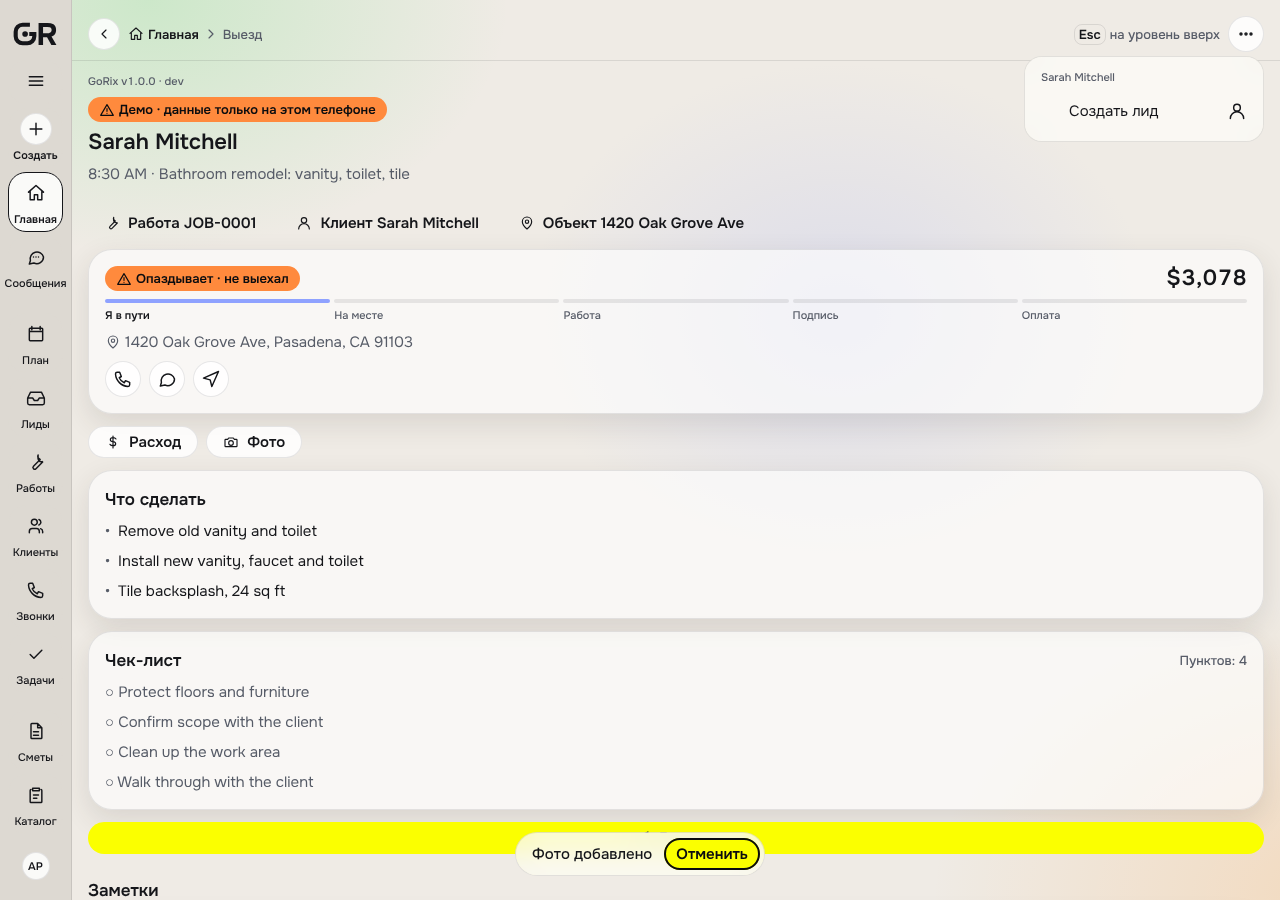 GR
Главная
Выезд
Esc на уровень вверх
Sarah Mitchell
Создать лид
GoRix v1.0.0 · dev
Демо · данные только на этом телефоне
Sarah Mitchell
8:30 AM · Bathroom remodel: vanity, toilet, tile
Работа JOB-0001
Клиент Sarah Mitchell
Объект 1420 Oak Grove Ave
Опаздывает · не выехал
$3,078
Я в пути
На месте
Работа
Подпись
Оплата
1420 Oak Grove Ave, Pasadena, CA 91103
Расход
Фото
Что сделать
• Remove old vanity and toilet
• Install new vanity, faucet and toilet
• Tile backsplash, 24 sq ft
Чек-лист
Пунктов: 4
○ Protect floors and furniture
○ Confirm scope with the client
○ Clean up the work area
○ Walk through with the client
Фото добавлено
Отменить
Заметки
Создать
Главная
Сообщения
План
Лиды
Работы
Клиенты
Звонки
Задачи
Сметы
Каталог
AP